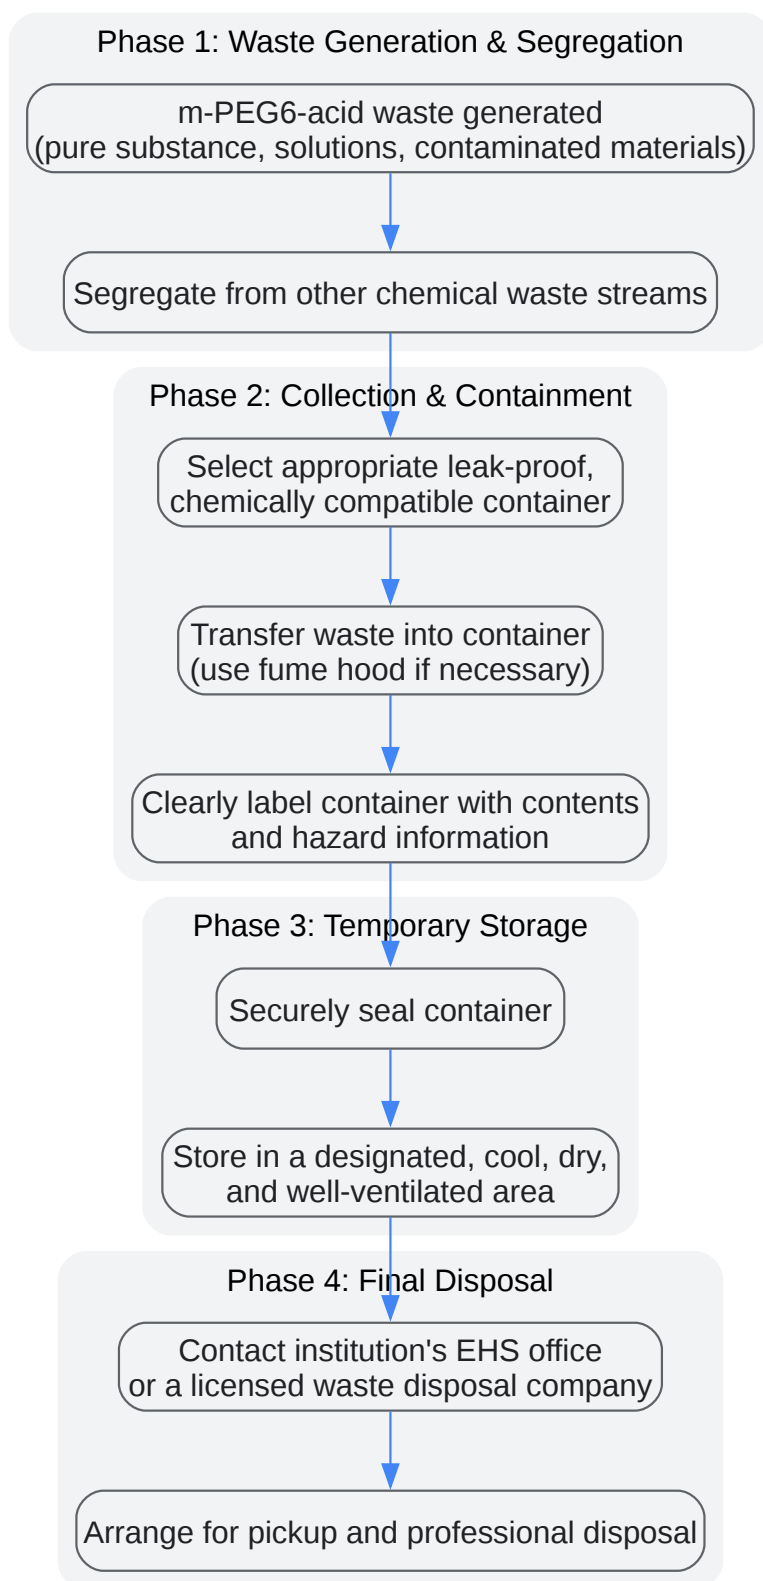 Phase 1: Waste Generation & Segregation
m-PEG6-acid waste generated
(pure substance, solutions, contaminated materials)
Segregate from other chemical waste streams
Phase 2: Collection & Containment
Select appropriate leak-proof,
chemically compatible container
Transfer waste into container
(use fume hood if necessary)
Clearly label container with contents
and hazard information
Phase 3: Temporary Storage
Securely seal container
Store in a designated, cool, dry,
and well-ventilated area
Phase 4: Final Disposal
Contact institution's EHS office
or a licensed waste disposal company
Arrange for pickup and professional disposal